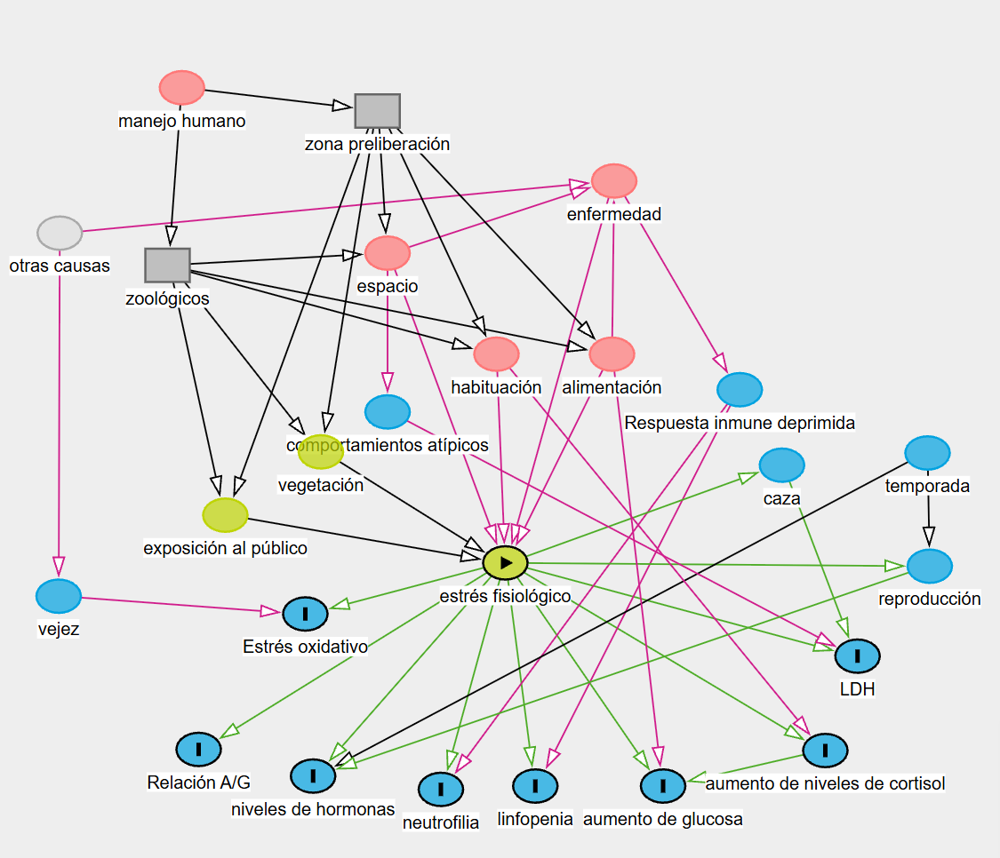 manejo humano
zona preliberación
enfermedad
otras causas
espacio
zoológicos
habituación
alimentación
Respuesta inmune deprimida
comportamientos atípicos
vegetación
temporada
caza
exposición al público
estrés fisiológico
reproducción
vejez
Estrés oxidativo
LDH
Relación A/G
niveles de hormonas
neutrofilia
linfopenia
aumento de glucosa
aumento de niveles de cortisol